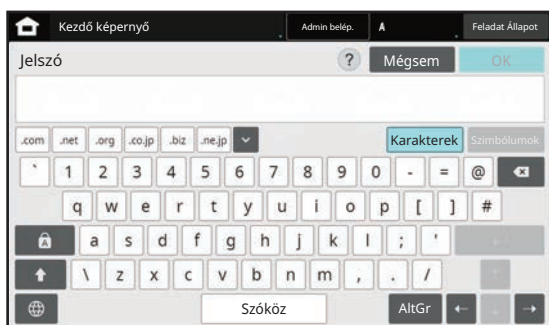 Kezdő képernyő Admin belép. A Feladat Állapot
Jelszó ? Mégsem OK
.com .net .org .co.jp .biz .ne.jp Karakterek Szimbólumok
` 1 2 3 4 5 6 7 8 9 0 - = @
q w e r t y u i o p [ ] #
A a s d f g h j k l ; '
\ z x c v b n m , . /
Szóköz AltGr